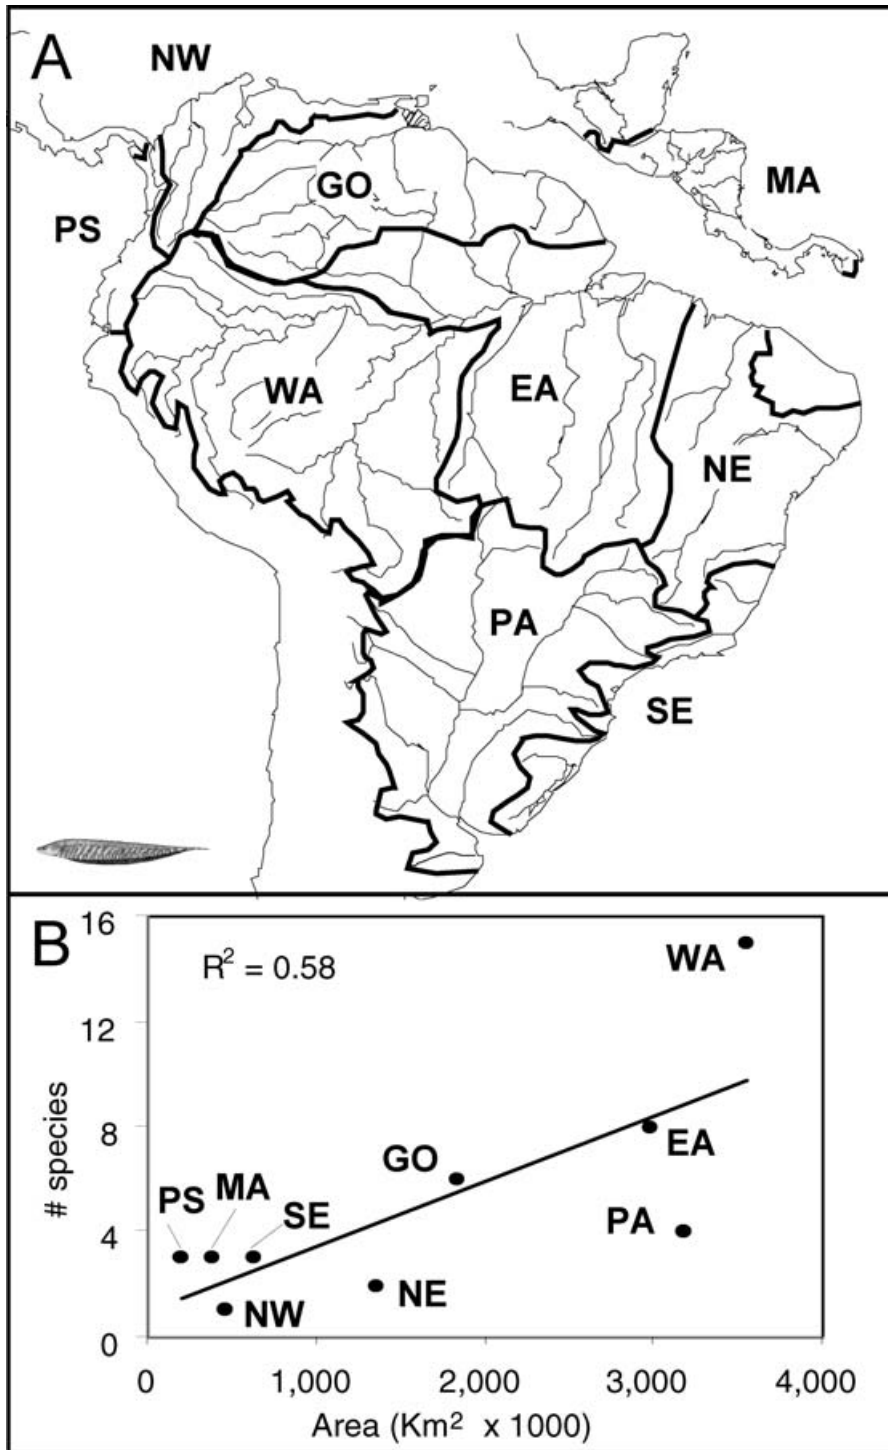 A
NW
GO
MA
PS
WA
EA
NE
PA
SE
B
R² = 0.58
# species
16
12
8
4
0
WA
EA
GO
PA
PS
MA
SE
NW
NE
0
1,000
2,000
3,000
4,000
Area (Km² x 1000)